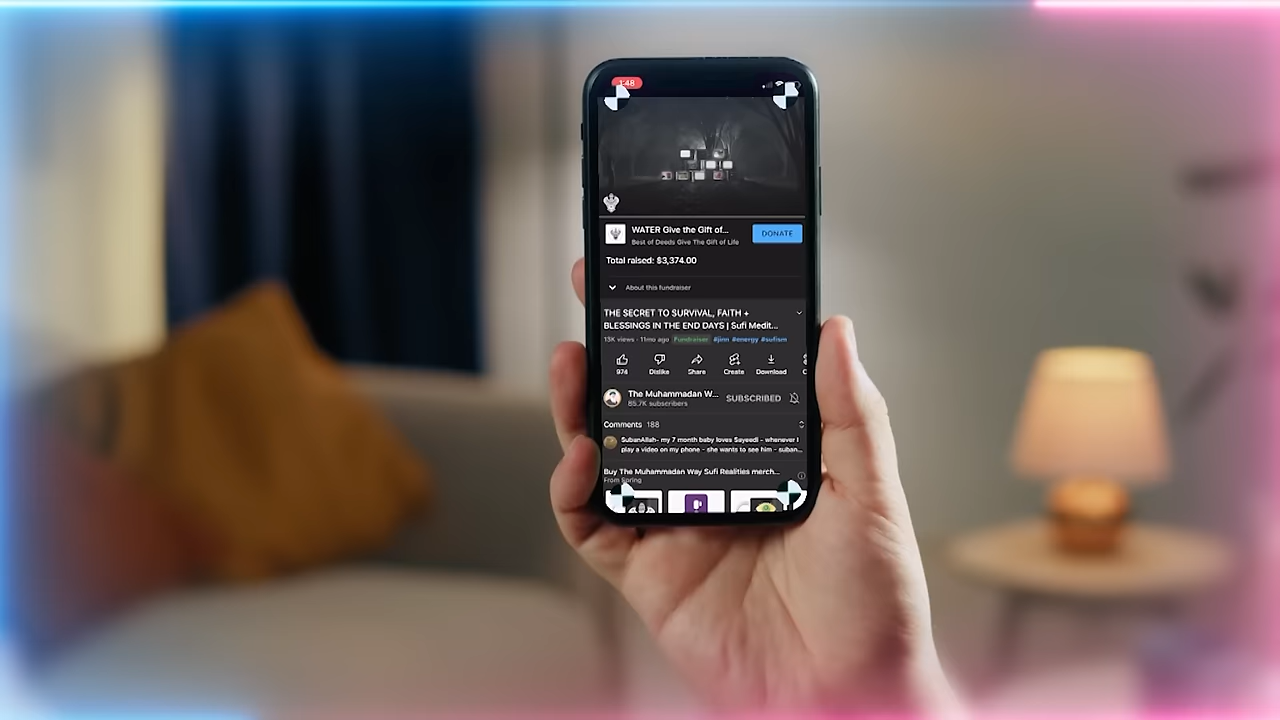 1:48
WATER Give the Gift of...
Best of Deeds Give The Gift of Life
DONATE
Total raised: $3,374.00
About this fundraiser
THE SECRET TO SURVIVAL, FAITH +
BLESSINGS IN THE END DAYS | Sufi Medit...
13K views · 11mo ago Fundraiser #jinn #energy #sufism
974 Dislike Share Create Download
The Muhammadan W...
85.7K subscribers
SUBSCRIBED
Comments 188
SubanAllah- my 7 month baby loves Sayeedi - whenever I
play a video on my phone - she wants to see him - suban...
Buy The Muhammadan Way Sufi Realities merch...
From Spring